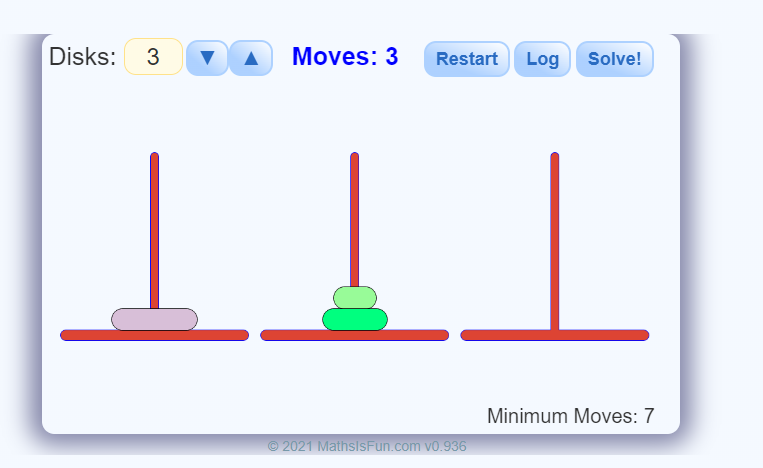 Disks: 3 ▼ ▲ Moves: 3 Restart Log Solve!
Minimum Moves: 7
© 2021 MathsIsFun.com v0.936